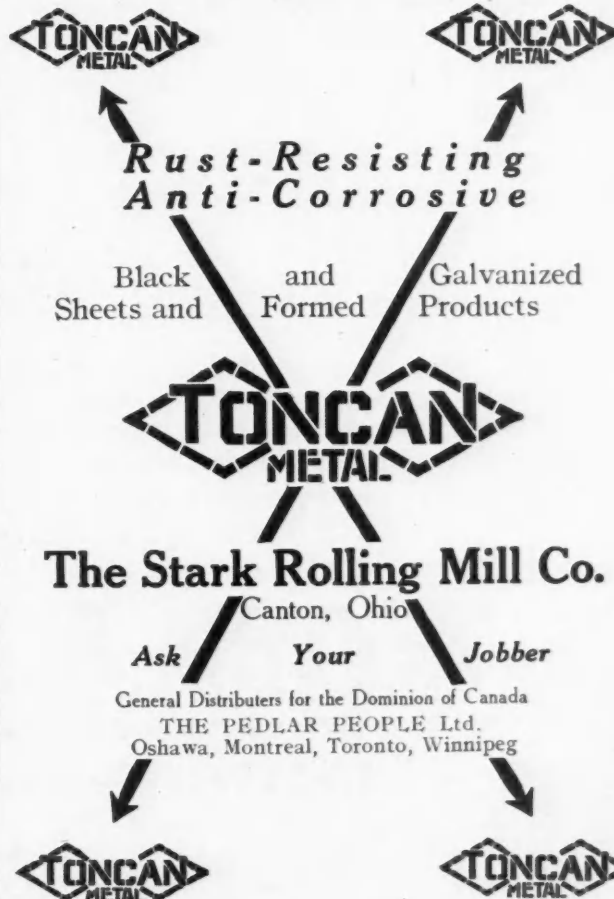 TONCAN METAL
TONCAN METAL
Rust-Resisting
Anti-Corrosive
Black and Galvanized
Sheets and Formed Products
TONCAN
METAL
The Stark Rolling Mill Co.
Canton, Ohio
Ask Your Jobber
General Distributers for the Dominion of Canada
THE PEDLAR PEOPLE Ltd.
Oshawa, Montreal, Toronto, Winnipeg
TONCAN METAL
TONCAN METAL